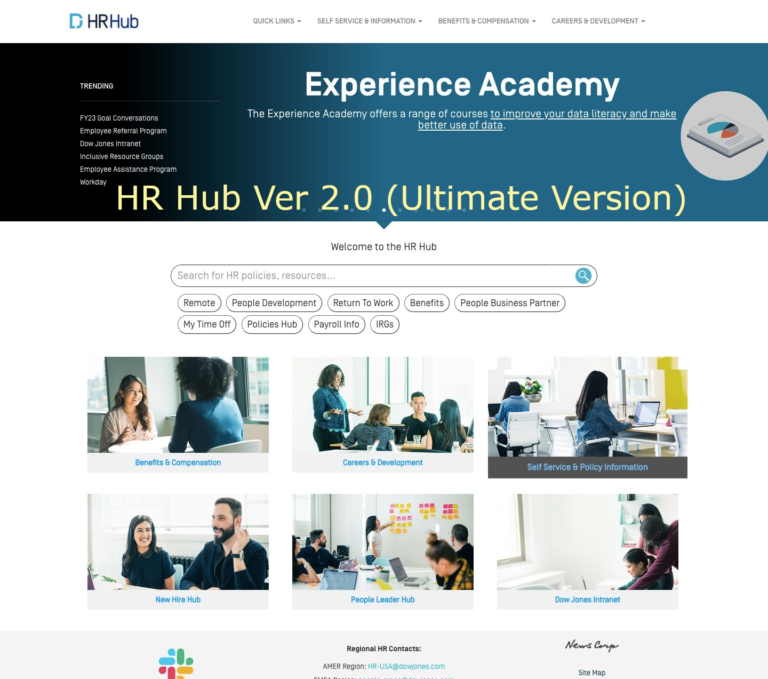 HR Hub
QUICK LINKS
SELF SERVICE & INFORMATION
BENEFITS & COMPENSATION
CAREERS & DEVELOPMENT
TRENDING
FY23 Goal Conversations
Employee Referral Program
Dow Jones Intranet
Inclusive Resource Groups
Employee Assistance Program
Workday
Experience Academy
The Experience Academy offers a range of courses to improve your data literacy and make
better use of data.
HR Hub Ver 2.0 (Ultimate Version)
Welcome to the HR Hub
Search for HR policies, resources...
Remote
People Development
Return To Work
Benefits
People Business Partner
My Time Off
Policies Hub
Payroll Info
IRGs
Benefits & Compensation
Careers & Development
Self Service & Policy Information
New Hire Hub
People Leader Hub
Dow Jones Intranet
Regional HR Contacts:
AMER Region: HR-USA@dowjones.com
News Corp
Site Map